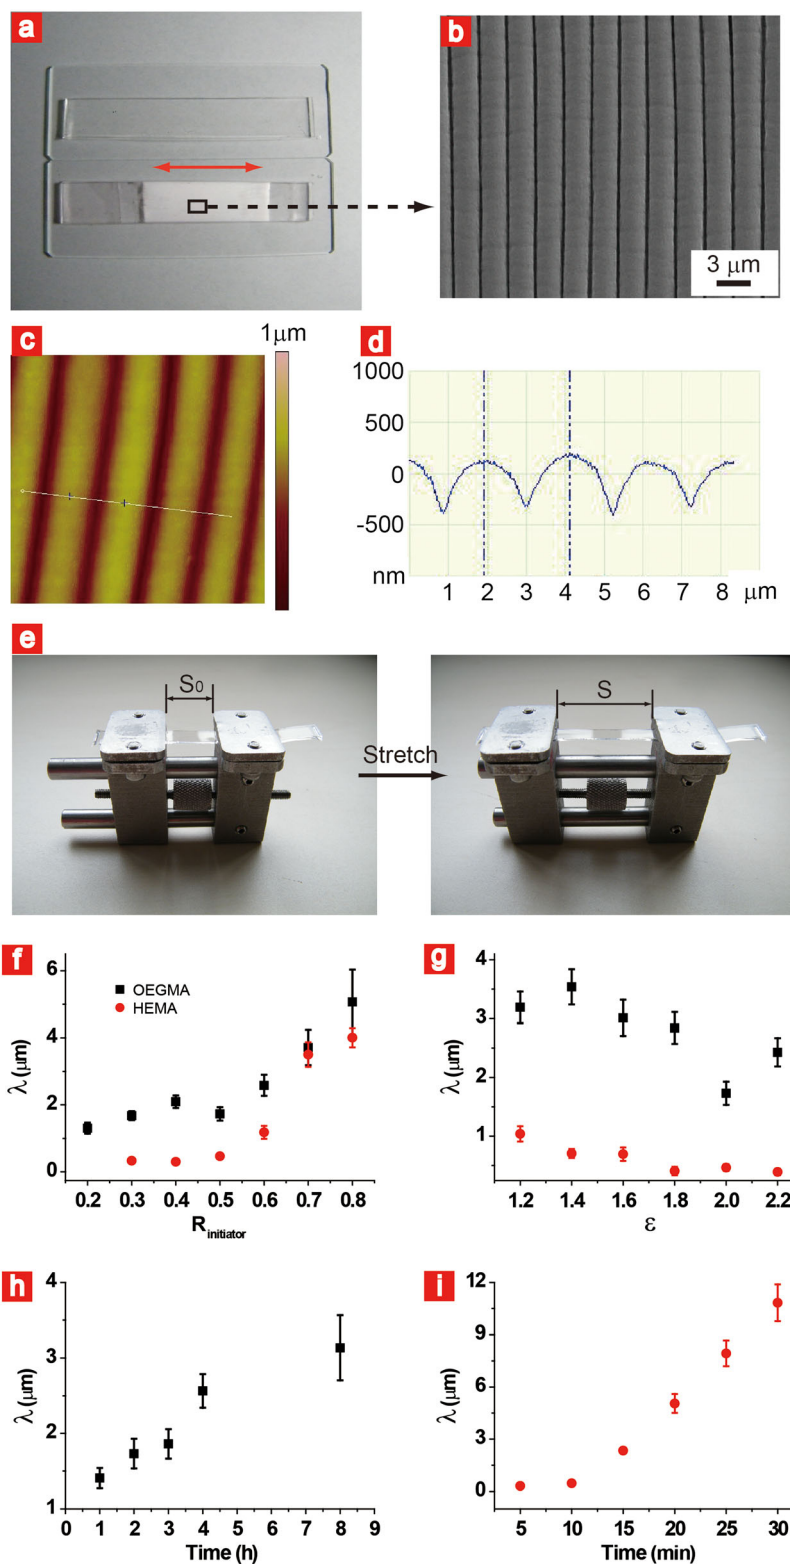 a
b
3 μm
c
1μm
d
1000
500
0
-500
nm
1 2 3 4 5 6 7 8 μm
e
S0
Stretch
S
f
OEGMA
HEMA
λ (μm)
6
4
2
0
0.2 0.3 0.4 0.5 0.6 0.7 0.8
Rinitiator
g
λ (μm)
4
3
2
1
1.2 1.4 1.6 1.8 2.0 2.2
ε
h
λ (μm)
4
3
2
1
0 1 2 3 4 5 6 7 8 9
Time (h)
i
λ (μm)
12
9
6
3
0
5 10 15 20 25 30
Time (min)